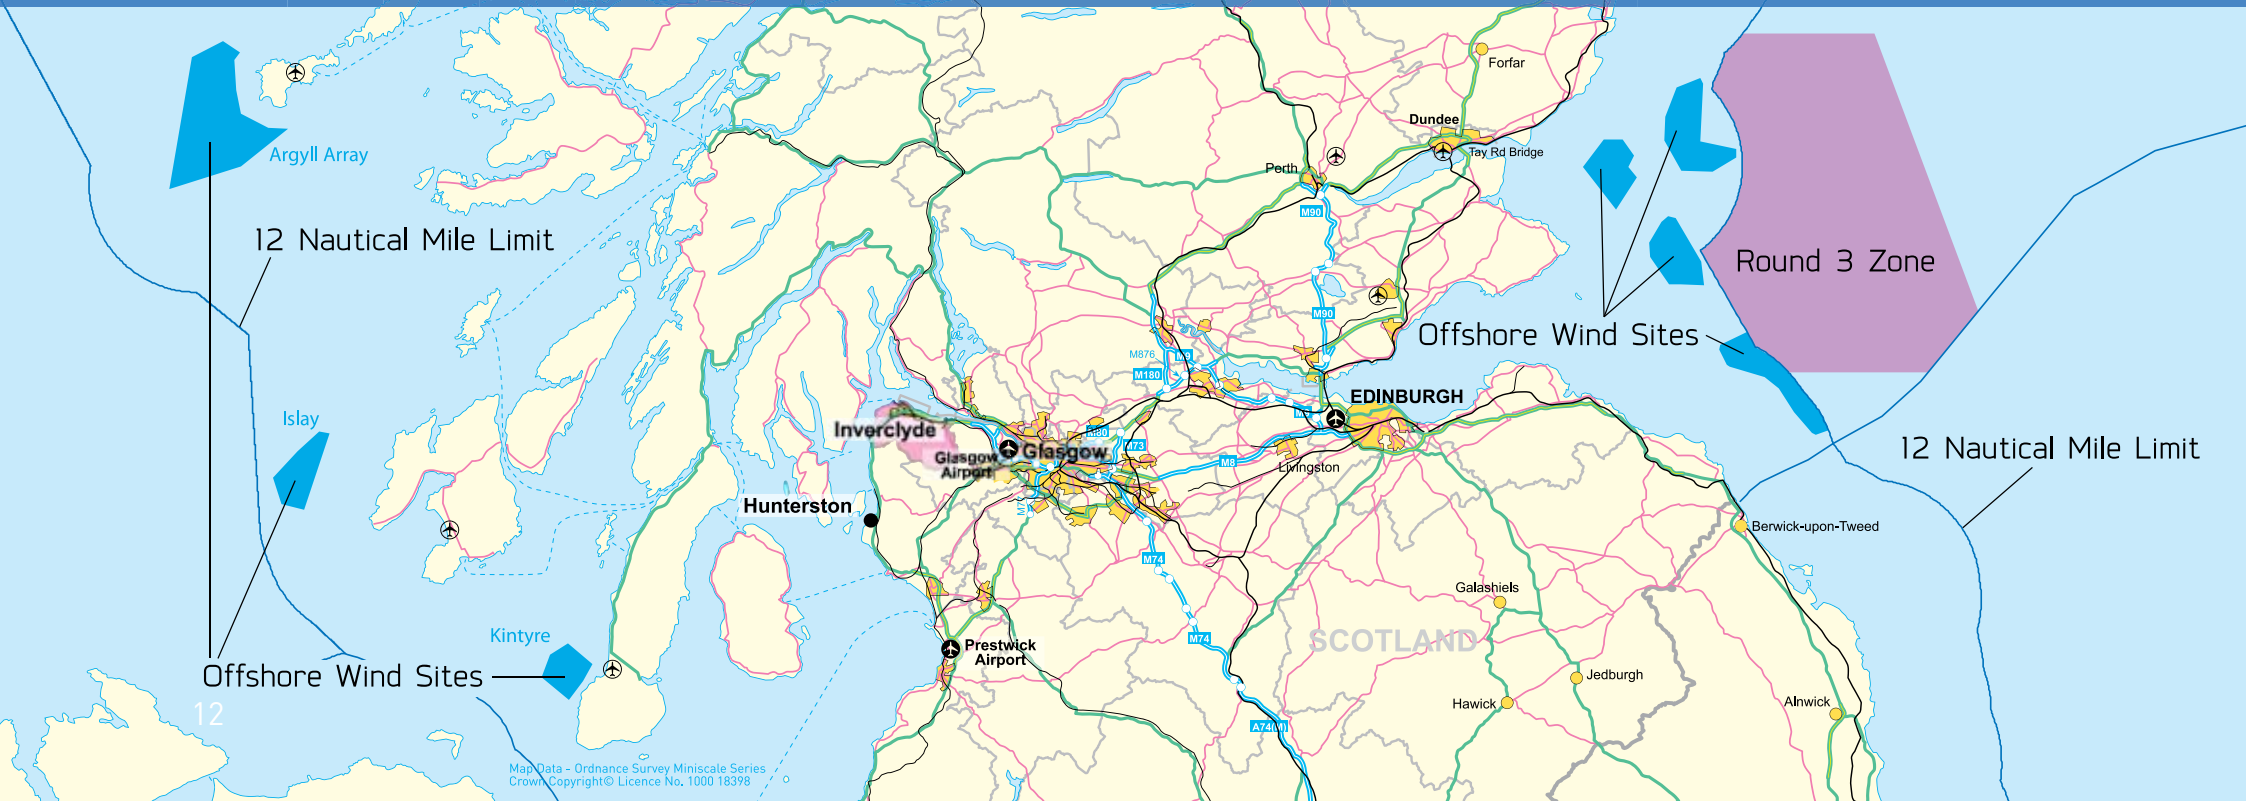 Forfar
Dundee
Tay Rd Bridge
Perth
Argyll Array
M90
12 Nautical Mile Limit
Round 3 Zone
M90
Offshore Wind Sites
M876
M9
M180
EDINBURGH
Islay
Inverclyde
M80
M73
Glasgow
Glasgow
Airport
M8
Livingston
12 Nautical Mile Limit
Hunterston
Berwick-upon-Tweed
M74
Galashiels
Kintyre
M74
SCOTLAND
Prestwick
Airport
Offshore Wind Sites
Jedburgh
Hawick
Alnwick
12
A74(M)
Map Data - Ordnance Survey Miniscale Series
Crown Copyright© Licence No. 1000 18398